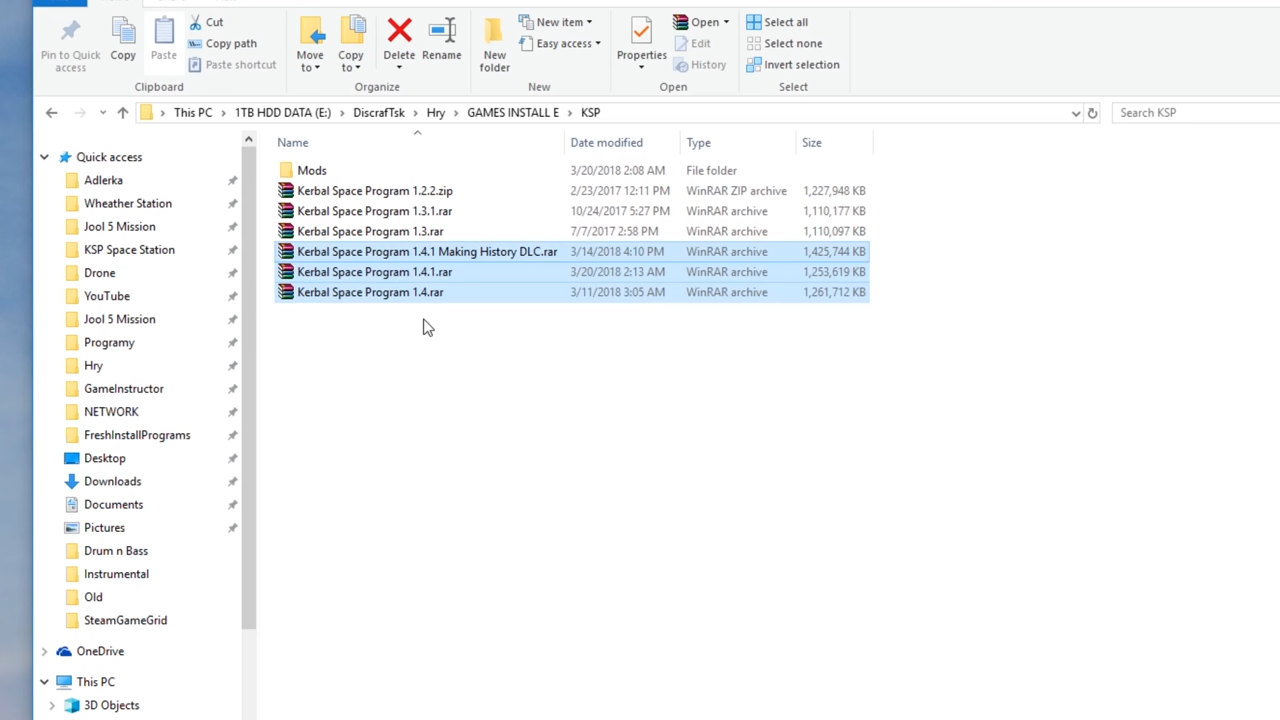 Pin to Quick access
Copy
Paste
Cut
Copy path
Paste shortcut
Clipboard
Move to
Copy to
Delete
Rename
Organize
New folder
New item
Easy access
New
Properties
Open
Edit
History
Open
Select all
Select none
Invert selection
Select
This PC > 1TB HDD DATA (E:) > DiscrafTsk > Hry > GAMES INSTALL E > KSP
Search KSP
Name Date modified Type Size
Mods 3/20/2018 2:08 AM File folder
Kerbal Space Program 1.2.2.zip 2/23/2017 12:11 PM WinRAR ZIP archive 1,227,948 KB
Kerbal Space Program 1.3.1.rar 10/24/2017 5:27 PM WinRAR archive 1,110,177 KB
Kerbal Space Program 1.3.rar 7/7/2017 2:58 PM WinRAR archive 1,110,097 KB
Kerbal Space Program 1.4.1 Making History DLC.rar 3/14/2018 4:10 PM WinRAR archive 1,425,744 KB
Kerbal Space Program 1.4.1.rar 3/20/2018 2:13 AM WinRAR archive 1,253,619 KB
Kerbal Space Program 1.4.rar 3/11/2018 3:05 AM WinRAR archive 1,261,712 KB
Quick access
Adlerka
Wheather Station
Jool 5 Mission
KSP Space Station
Drone
YouTube
Jool 5 Mission
Programy
Hry
GameInstructor
NETWORK
FreshInstallPrograms
Desktop
Downloads
Documents
Pictures
Drum n Bass
Instrumental
Old
SteamGameGrid
OneDrive
This PC
3D Objects